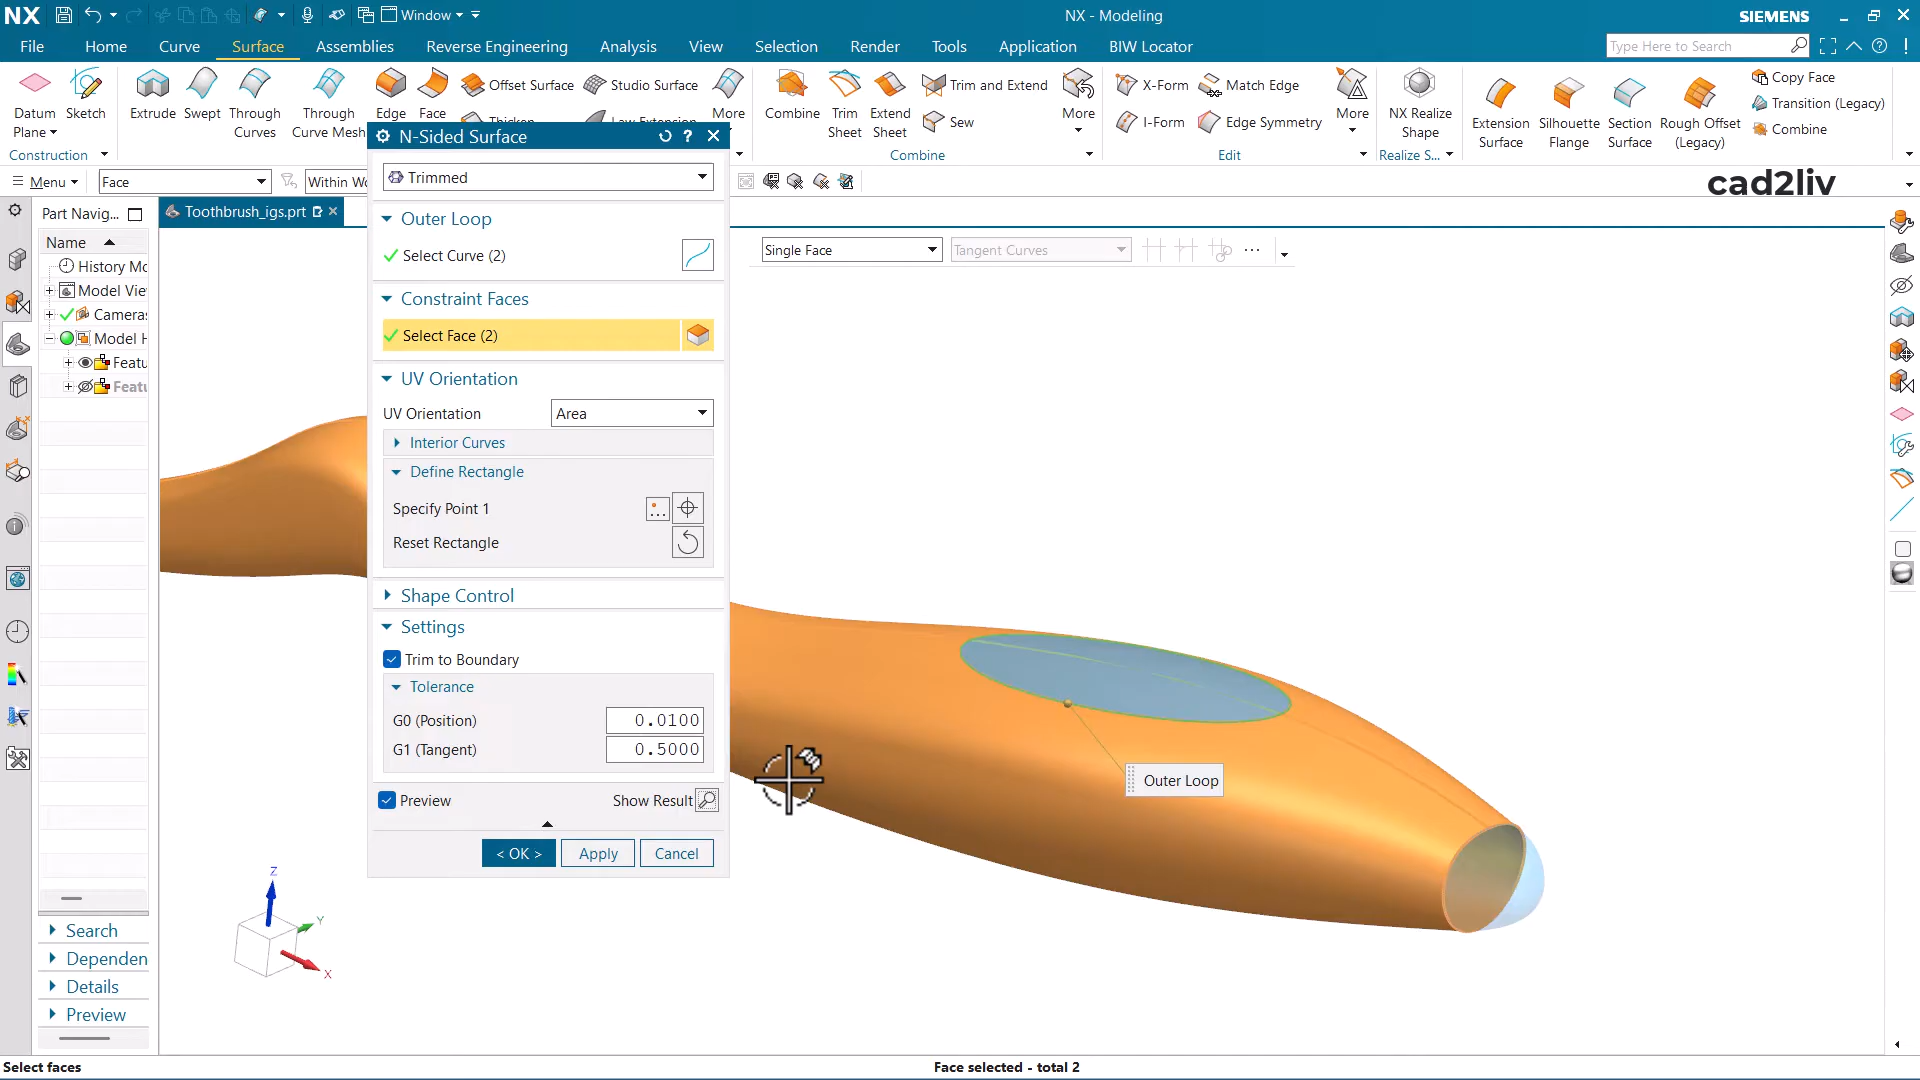 NX
Window
NX - Modeling
SIEMENS
File
Home
Curve
Surface
Assemblies
Reverse Engineering
Analysis
View
Selection
Render
Tools
Application
BIW Locator
Type Here to Search
Datum Plane
Sketch
Extrude
Swept
Through Curves
Through Curve Mesh
Edge
Face
Offset Surface
Studio Surface
More
Combine
Trim Sheet
Extend Sheet
Trim and Extend
Sew
More
X-Form
Match Edge
I-Form
Edge Symmetry
More
NX Realize Shape
Extension Surface
Silhouette Flange
Section Surface
Rough Offset (Legacy)
Copy Face
Transition (Legacy)
Combine
Construction
Combine
Edit
Realize S...
Menu
Face
Within Wo
cad2liv
Part Navig...
Toothbrush_igs.prt
Name
History Mo
Model Vie
Cameras
Model H
Featu
Featu
Search
Dependen
Details
Preview
N-Sided Surface
Trimmed
Outer Loop
Select Curve (2)
Constraint Faces
Select Face (2)
UV Orientation
UV Orientation
Area
Interior Curves
Define Rectangle
Specify Point 1
Reset Rectangle
Shape Control
Settings
Trim to Boundary
Tolerance
G0 (Position)
0.0100
G1 (Tangent)
0.5000
Preview
Show Result
< OK >
Apply
Cancel
Single Face
Tangent Curves
Outer Loop
Z
Y
X
Select faces
Face selected - total 2